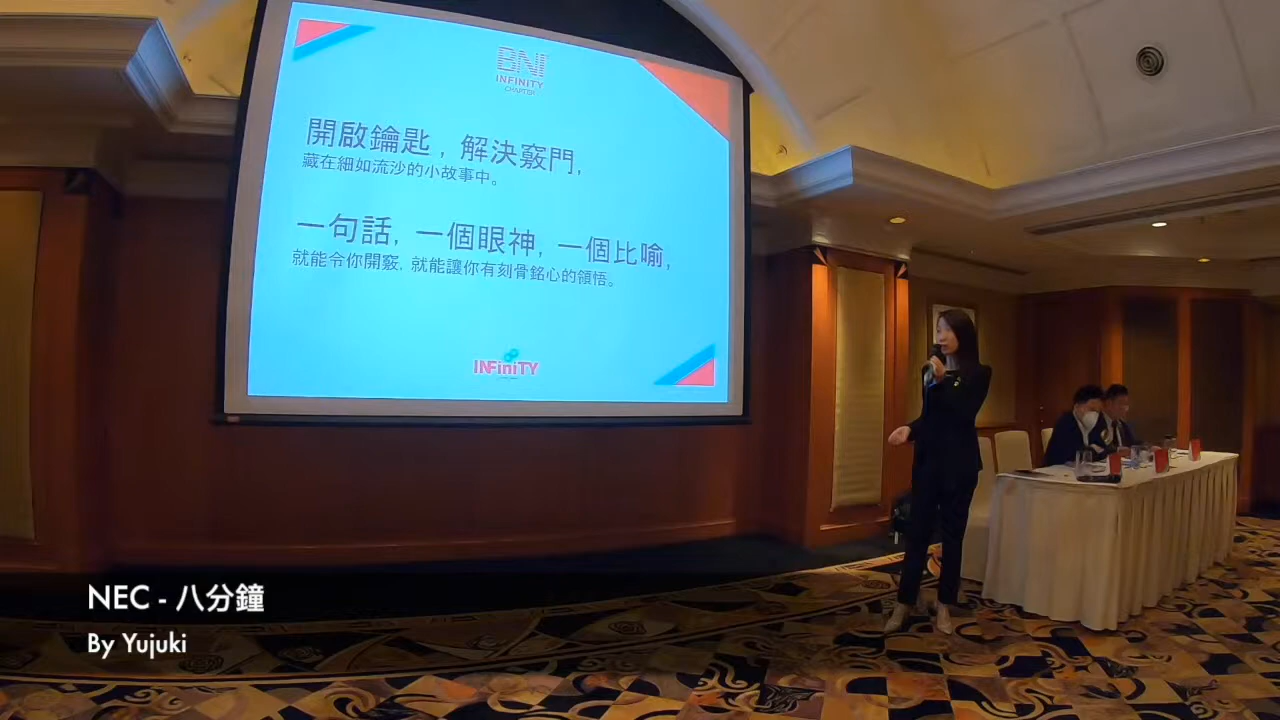 BNI
INFINITY
CHAPTER
開啟鑰匙，解決竅門，
藏在細如流沙的小故事中。
一句話，一個眼神，一個比喻，
就能令你開竅，就能讓你有刻骨銘心的領悟。
INFiniTY
NEC - 八分鐘
By Yujuki